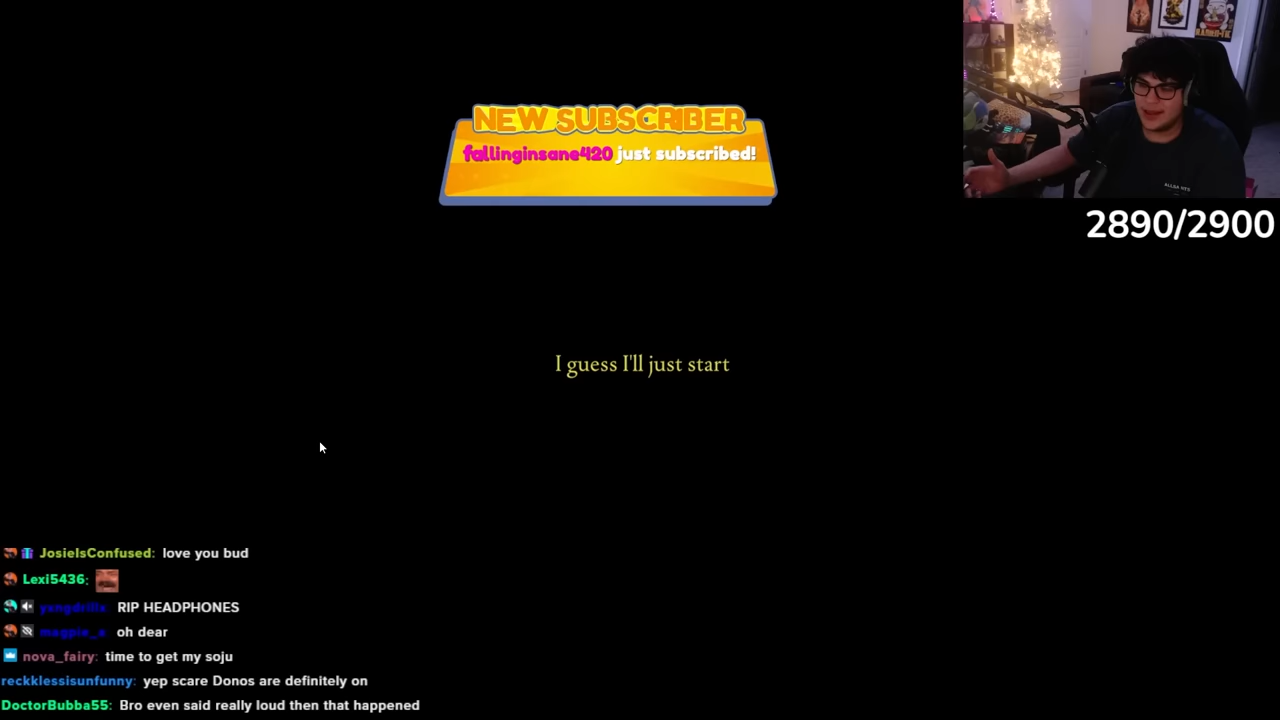 NEW SUBSCRIBER
fallinginsane420 just subscribed!
2890/2900
I guess I'll just start
JosieIsConfused: love you bud
Lexi5436:
RIP HEADPHONES
oh dear
nova_fairy: time to get my soju
reckklessisunfunny: yep scare Donos are definitely on
DoctorBubba55: Bro even said really loud then that happened